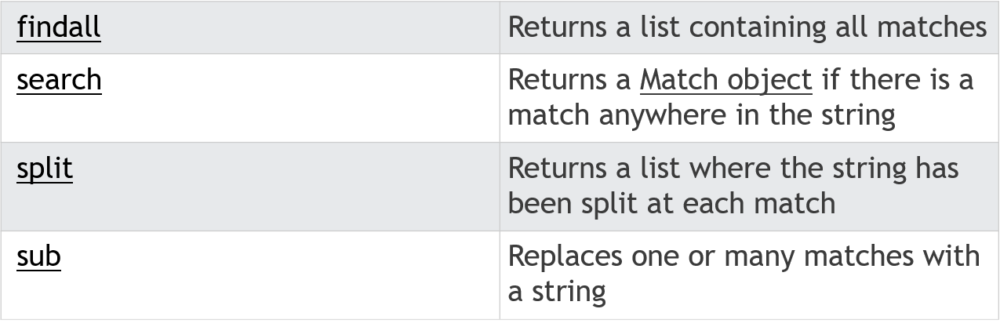 findall
Returns a list containing all matches
search
Returns a Match object if there is a
match anywhere in the string
split
Returns a list where the string has
been split at each match
sub
Replaces one or many matches with
a string